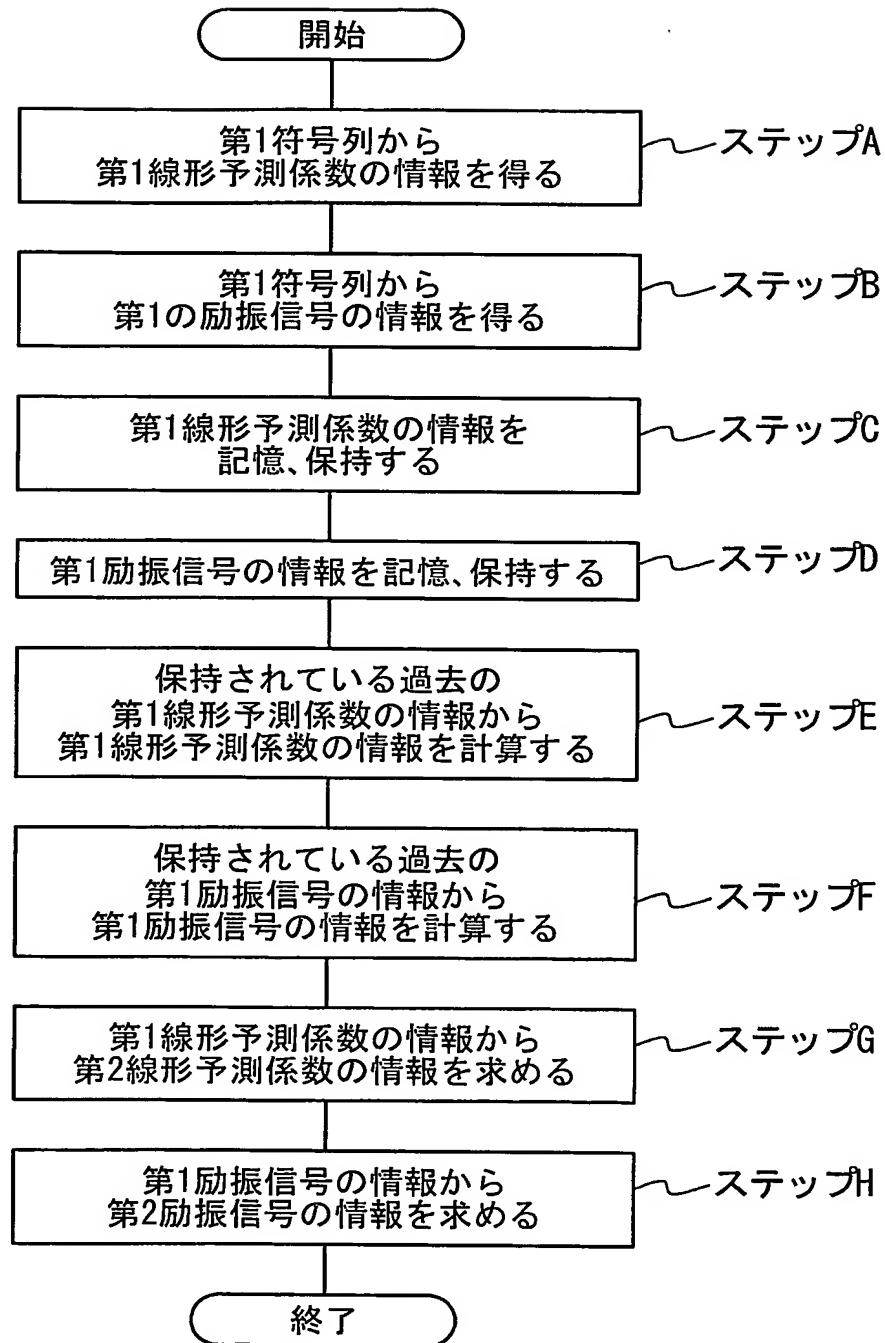 開始
第1符号列から
第1線形予測係数の情報を得る
ステップA
第1符号列から
第1の励振信号の情報を得る
ステップB
第1線形予測係数の情報を
記憶、保持する
ステップC
第1励振信号の情報を記憶、保持する
ステップD
保持されている過去の
第1線形予測係数の情報から
第1線形予測係数の情報を計算する
ステップE
保持されている過去の
第1励振信号の情報から
第1励振信号の情報を計算する
ステップF
第1線形予測係数の情報から
第2線形予測係数の情報を求める
ステップG
第1励振信号の情報から
第2励振信号の情報を求める
ステップH
終了